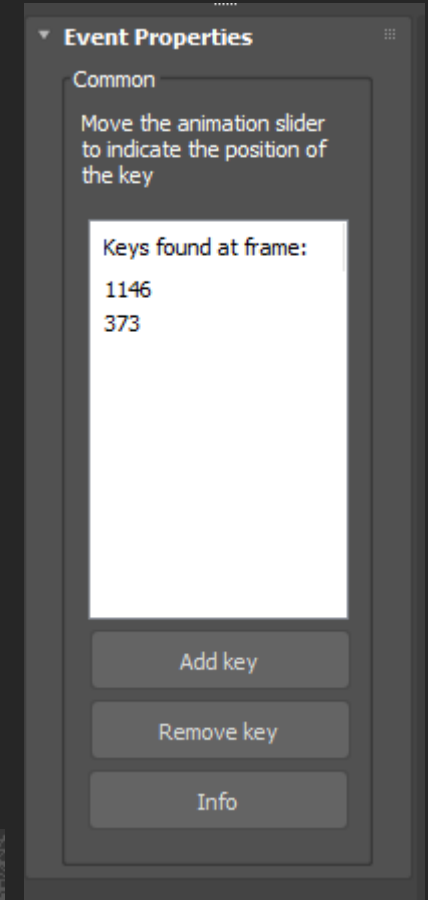 Event Properties
Common
Move the animation slider
to indicate the position of
the key
Keys found at frame:
1146
373
Add key
Remove key
Info